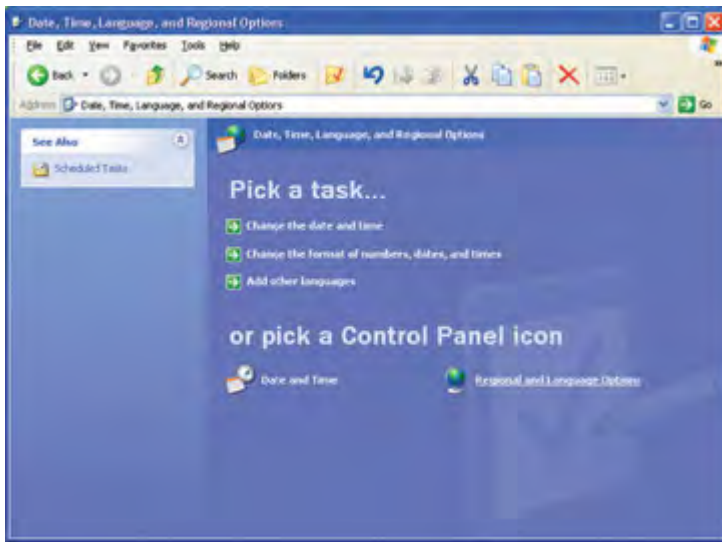 Date, Time, Language, and Regional Options
File Edit View Favorites Tools Help
Back Search Folders
Address Date, Time, Language, and Regional Options Go
See Also
Scheduled Tasks
Date, Time, Language, and Regional Options
Pick a task...
Change the date and time
Change the format of numbers, dates, and times
Add other languages
or pick a Control Panel icon
Date and Time Regional and Language Options